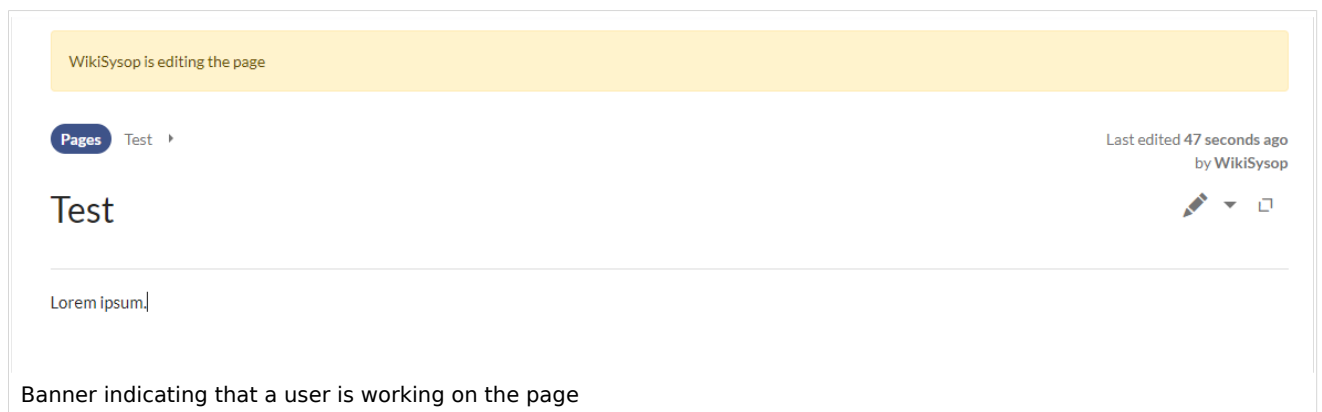 WikiSysop is editing the page
Pages Test
Last edited 47 seconds ago
by WikiSysop
Test
Lorem ipsum.
Banner indicating that a user is working on the page